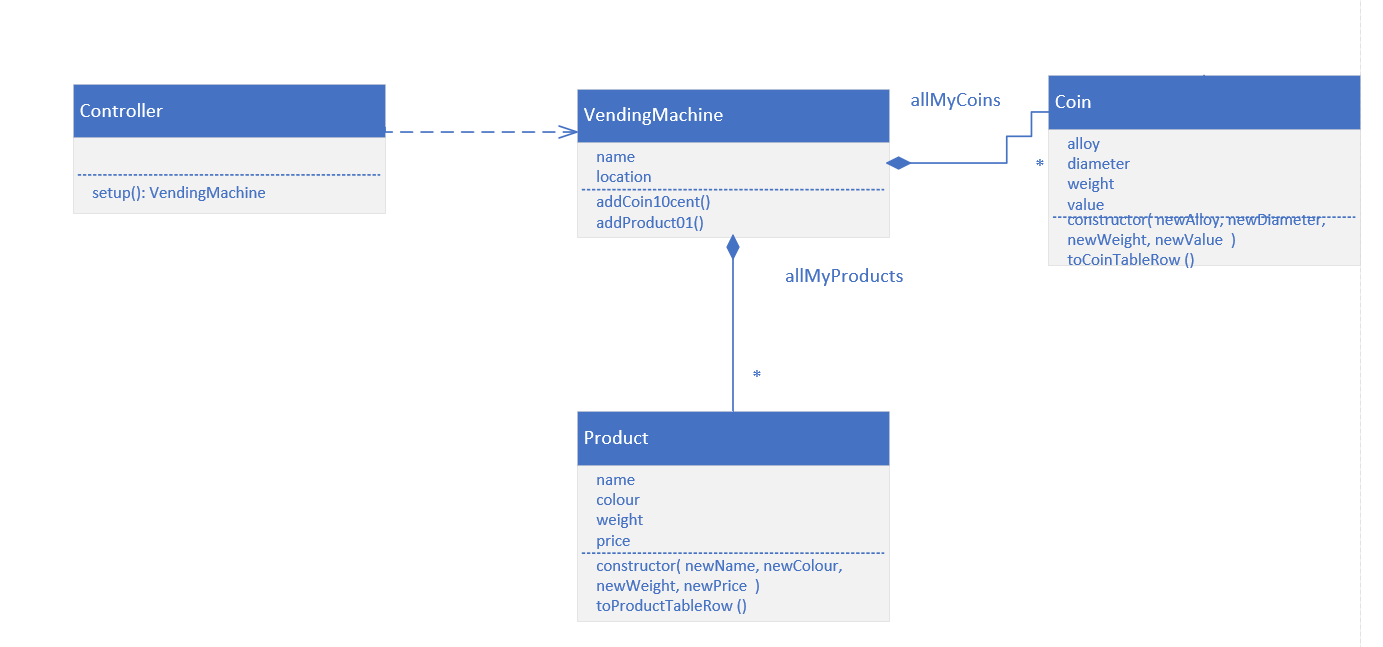 Controller
setup(): VendingMachine
VendingMachine
name
location
addCoin10cent()
addProduct01()
allMyCoins
*
Coin
alloy
diameter
weight
value
constructor( newAlloy, newDiameter,
newWeight, newValue  )
toCoinTableRow ()
allMyProducts
*
Product
name
colour
weight
price
constructor( newName, newColour,
newWeight, newPrice  )
toProductTableRow ()